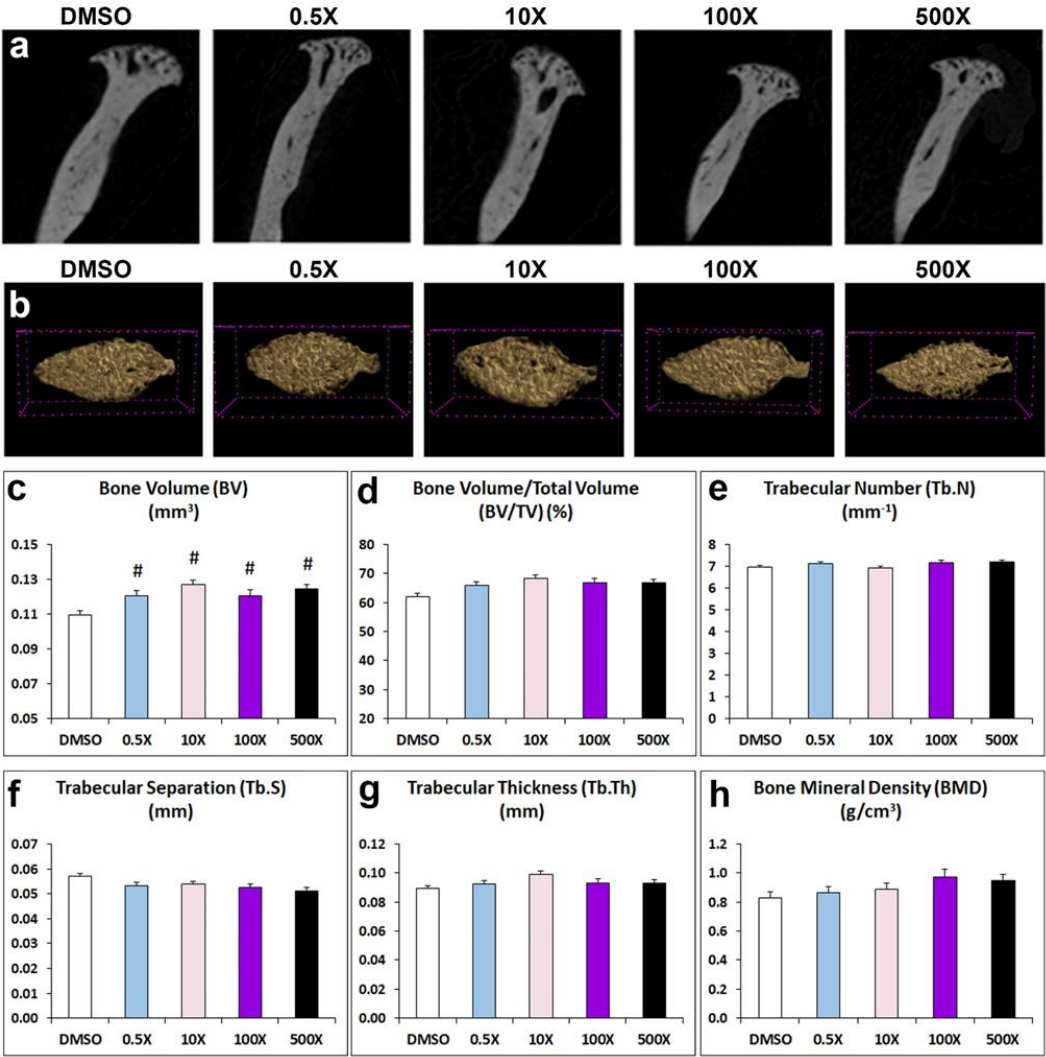 DMSO 0.5X 10X 100X 500X
a
DMSO 0.5X 10X 100X 500X
b
c
Bone Volume (BV)
(mm³)
0.15
0.13
0.11
0.09
0.07
0.05
# # # #
DMSO 0.5X 10X 100X 500X
d
Bone Volume/Total Volume
(BV/TV) (%)
80
70
60
50
40
30
20
DMSO 0.5X 10X 100X 500X
e
Trabecular Number (Tb.N)
(mm⁻¹)
8
7
6
5
4
3
2
1
0
DMSO 0.5X 10X 100X 500X
f
Trabecular Separation (Tb.S)
(mm)
0.07
0.06
0.05
0.04
0.03
0.02
0.01
0.00
DMSO 0.5X 10X 100X 500X
g
Trabecular Thickness (Tb.Th)
(mm)
0.12
0.10
0.08
0.06
0.04
0.02
0.00
DMSO 0.5X 10X 100X 500X
h
Bone Mineral Density (BMD)
(g/cm³)
1.2
1.0
0.8
0.6
0.4
0.2
0.0
DMSO 0.5X 10X 100X 500X